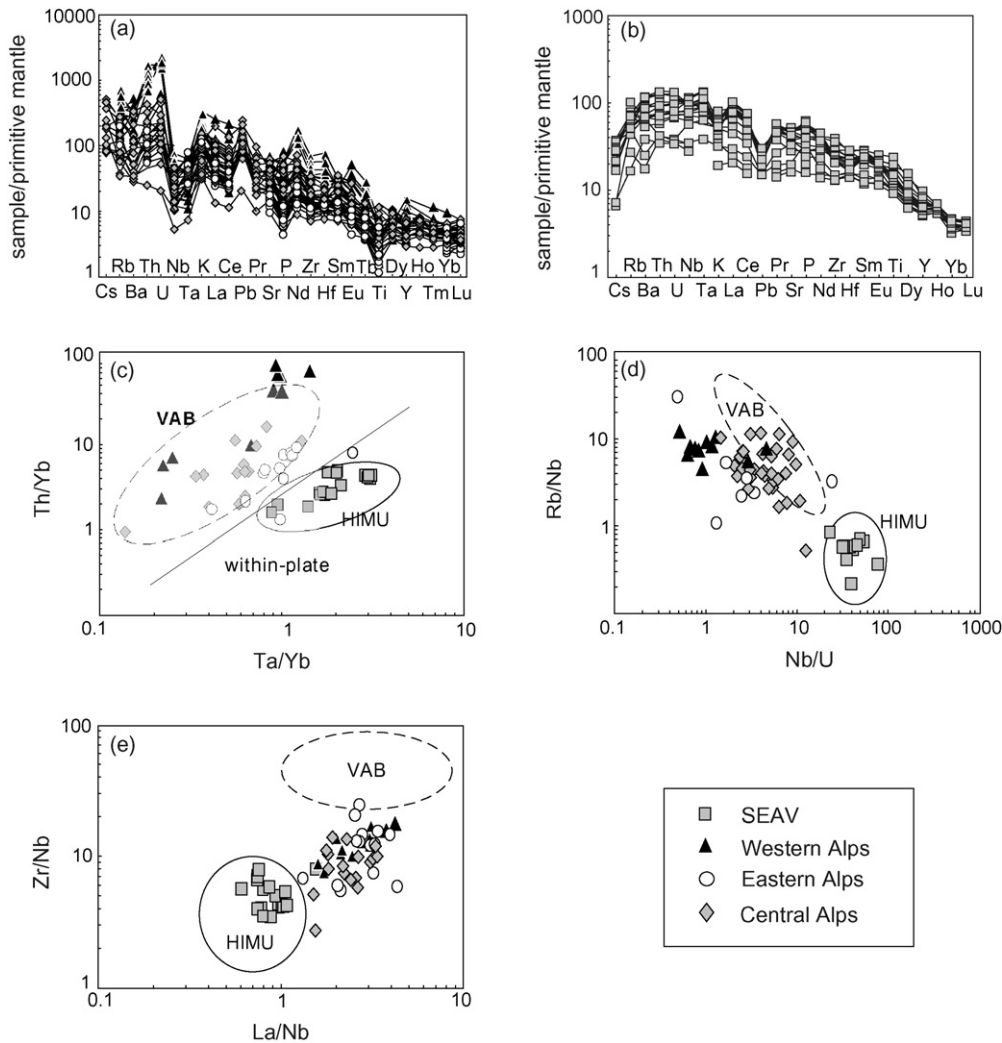 (a)
sample/primitive mantle
10000
1000
100
10
1
Rb Th Nb K Ce Pr P Zr Sm Tb Dy Ho Yb
Cs Ba U Ta La Pb Sr Nd Hf Eu Ti Y Tm Lu
(b)
sample/primitive mantle
1000
100
10
1
Rb Th Nb K Ce Pr P Zr Sm Ti Y Yb
Cs Ba U Ta La Pb Sr Nd Hf Eu Dy Ho Lu
(c)
Th/Yb
100
10
1
0.1
VAB
HIMU
within-plate
0.1 1 10
Ta/Yb
(d)
Rb/Nb
100
10
1
0.1
VAB
HIMU
0.1 1 10 100 1000
Nb/U
(e)
Zr/Nb
100
10
1
VAB
HIMU
0.1 1 10
La/Nb
SEAV
Western Alps
Eastern Alps
Central Alps